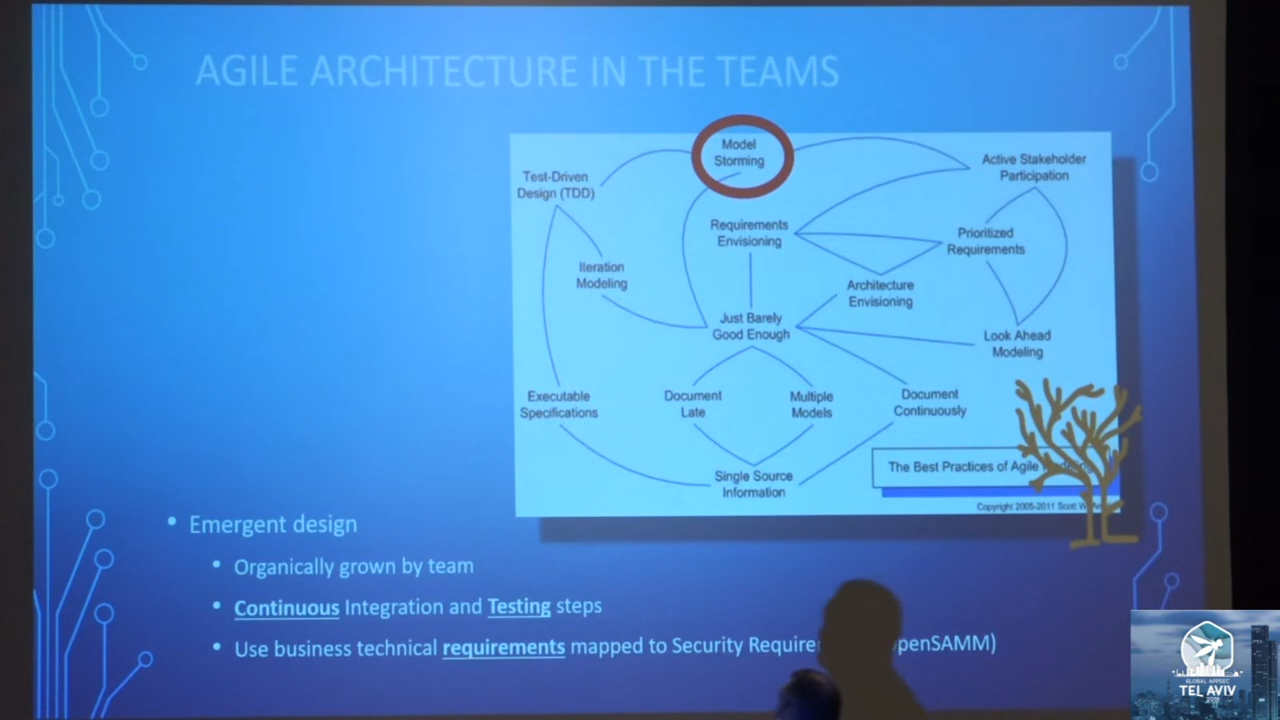 AGILE ARCHITECTURE IN THE TEAMS
Model
Storming
Test-Driven
Design (TDD)
Active Stakeholder
Participation
Requirements
Envisioning
Prioritized
Requirements
Iteration
Modeling
Architecture
Envisioning
Just Barely
Good Enough
Look Ahead
Modeling
Executable
Specifications
Document
Late
Multiple
Models
Document
Continuously
Single Source
Information
The Best Practices of Agile
Copyright 2005-2011 Scott W.
Emergent design
Organically grown by team
Continuous Integration and Testing steps
Use business technical requirements mapped to Security
GLOBAL APPSEC
TEL AVIV